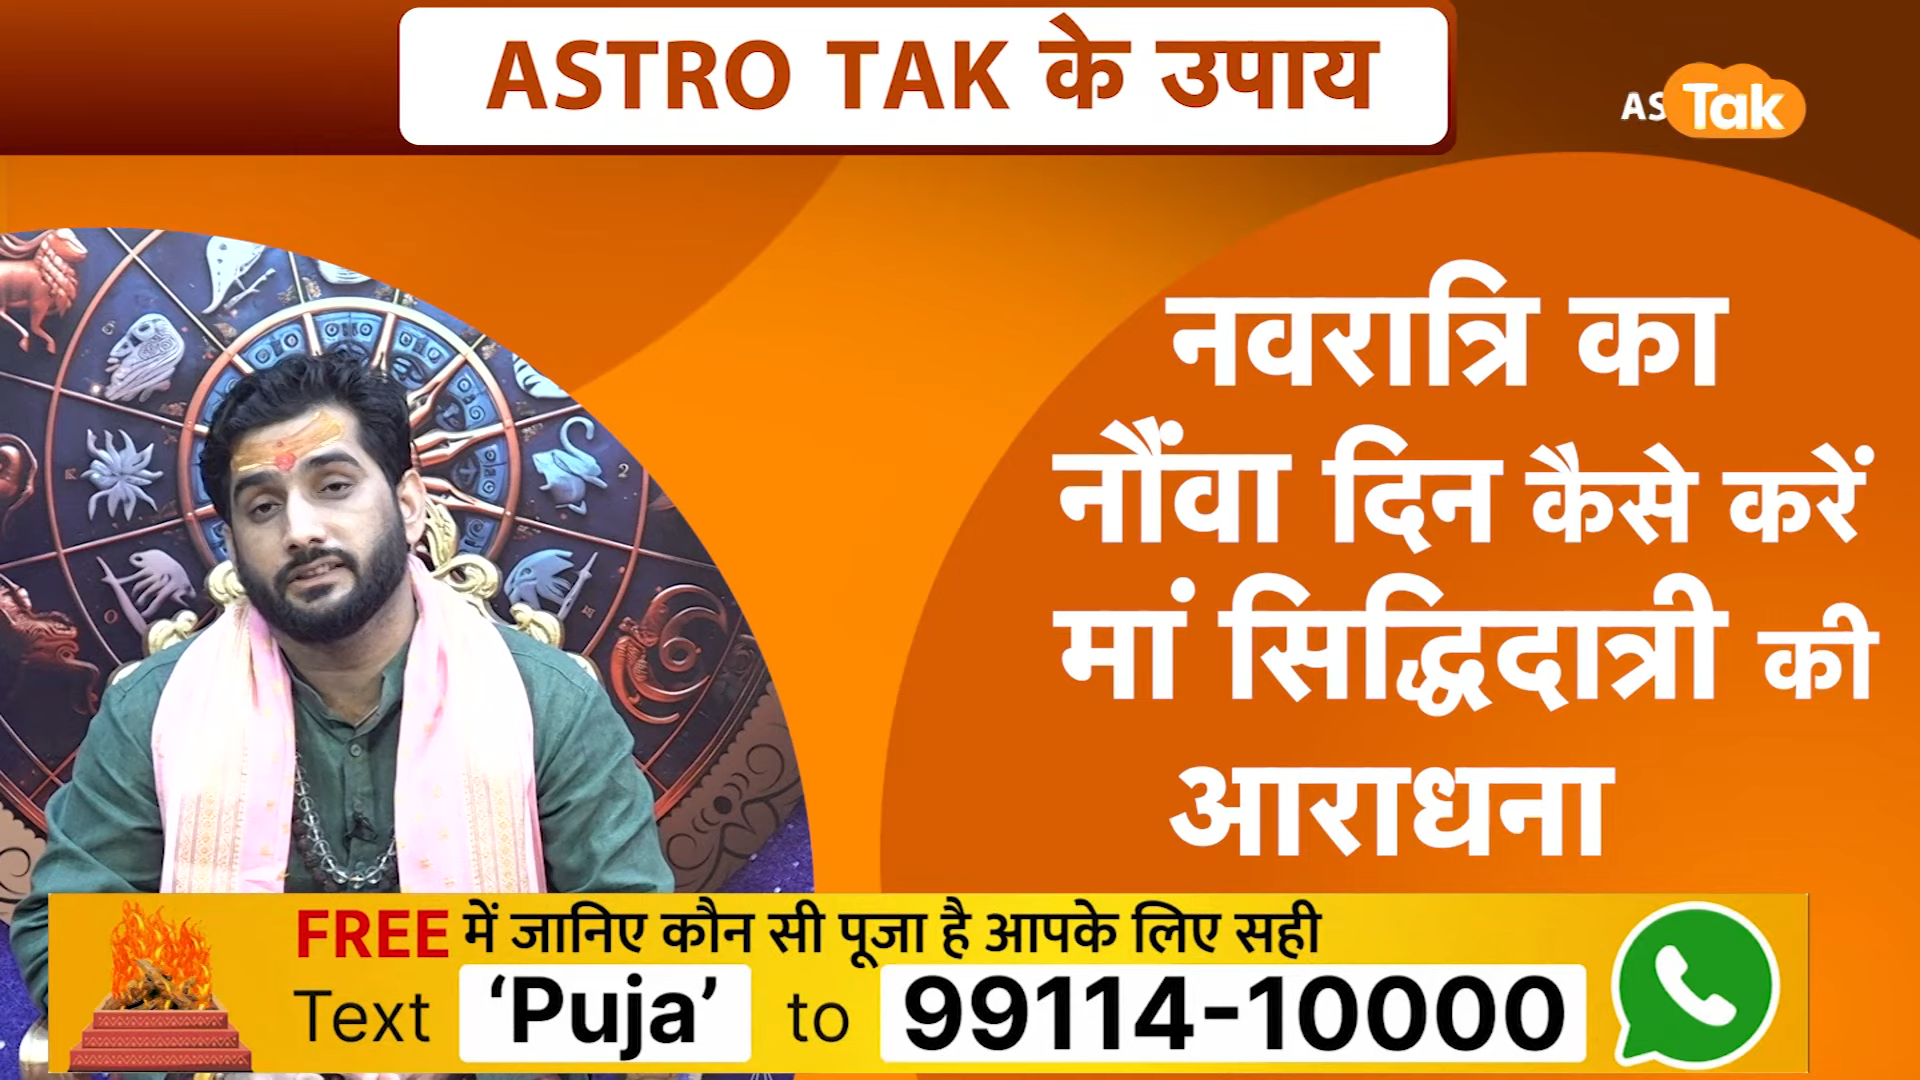 ASTRO TAK के उपाय
AS Tak
नवरात्रि का
नौंवा दिन कैसे करें
मां सिद्धिदात्री की
आराधना
FREE में जानिए कौन सी पूजा है आपके लिए सही
Text ‘Puja’ to 99114-10000